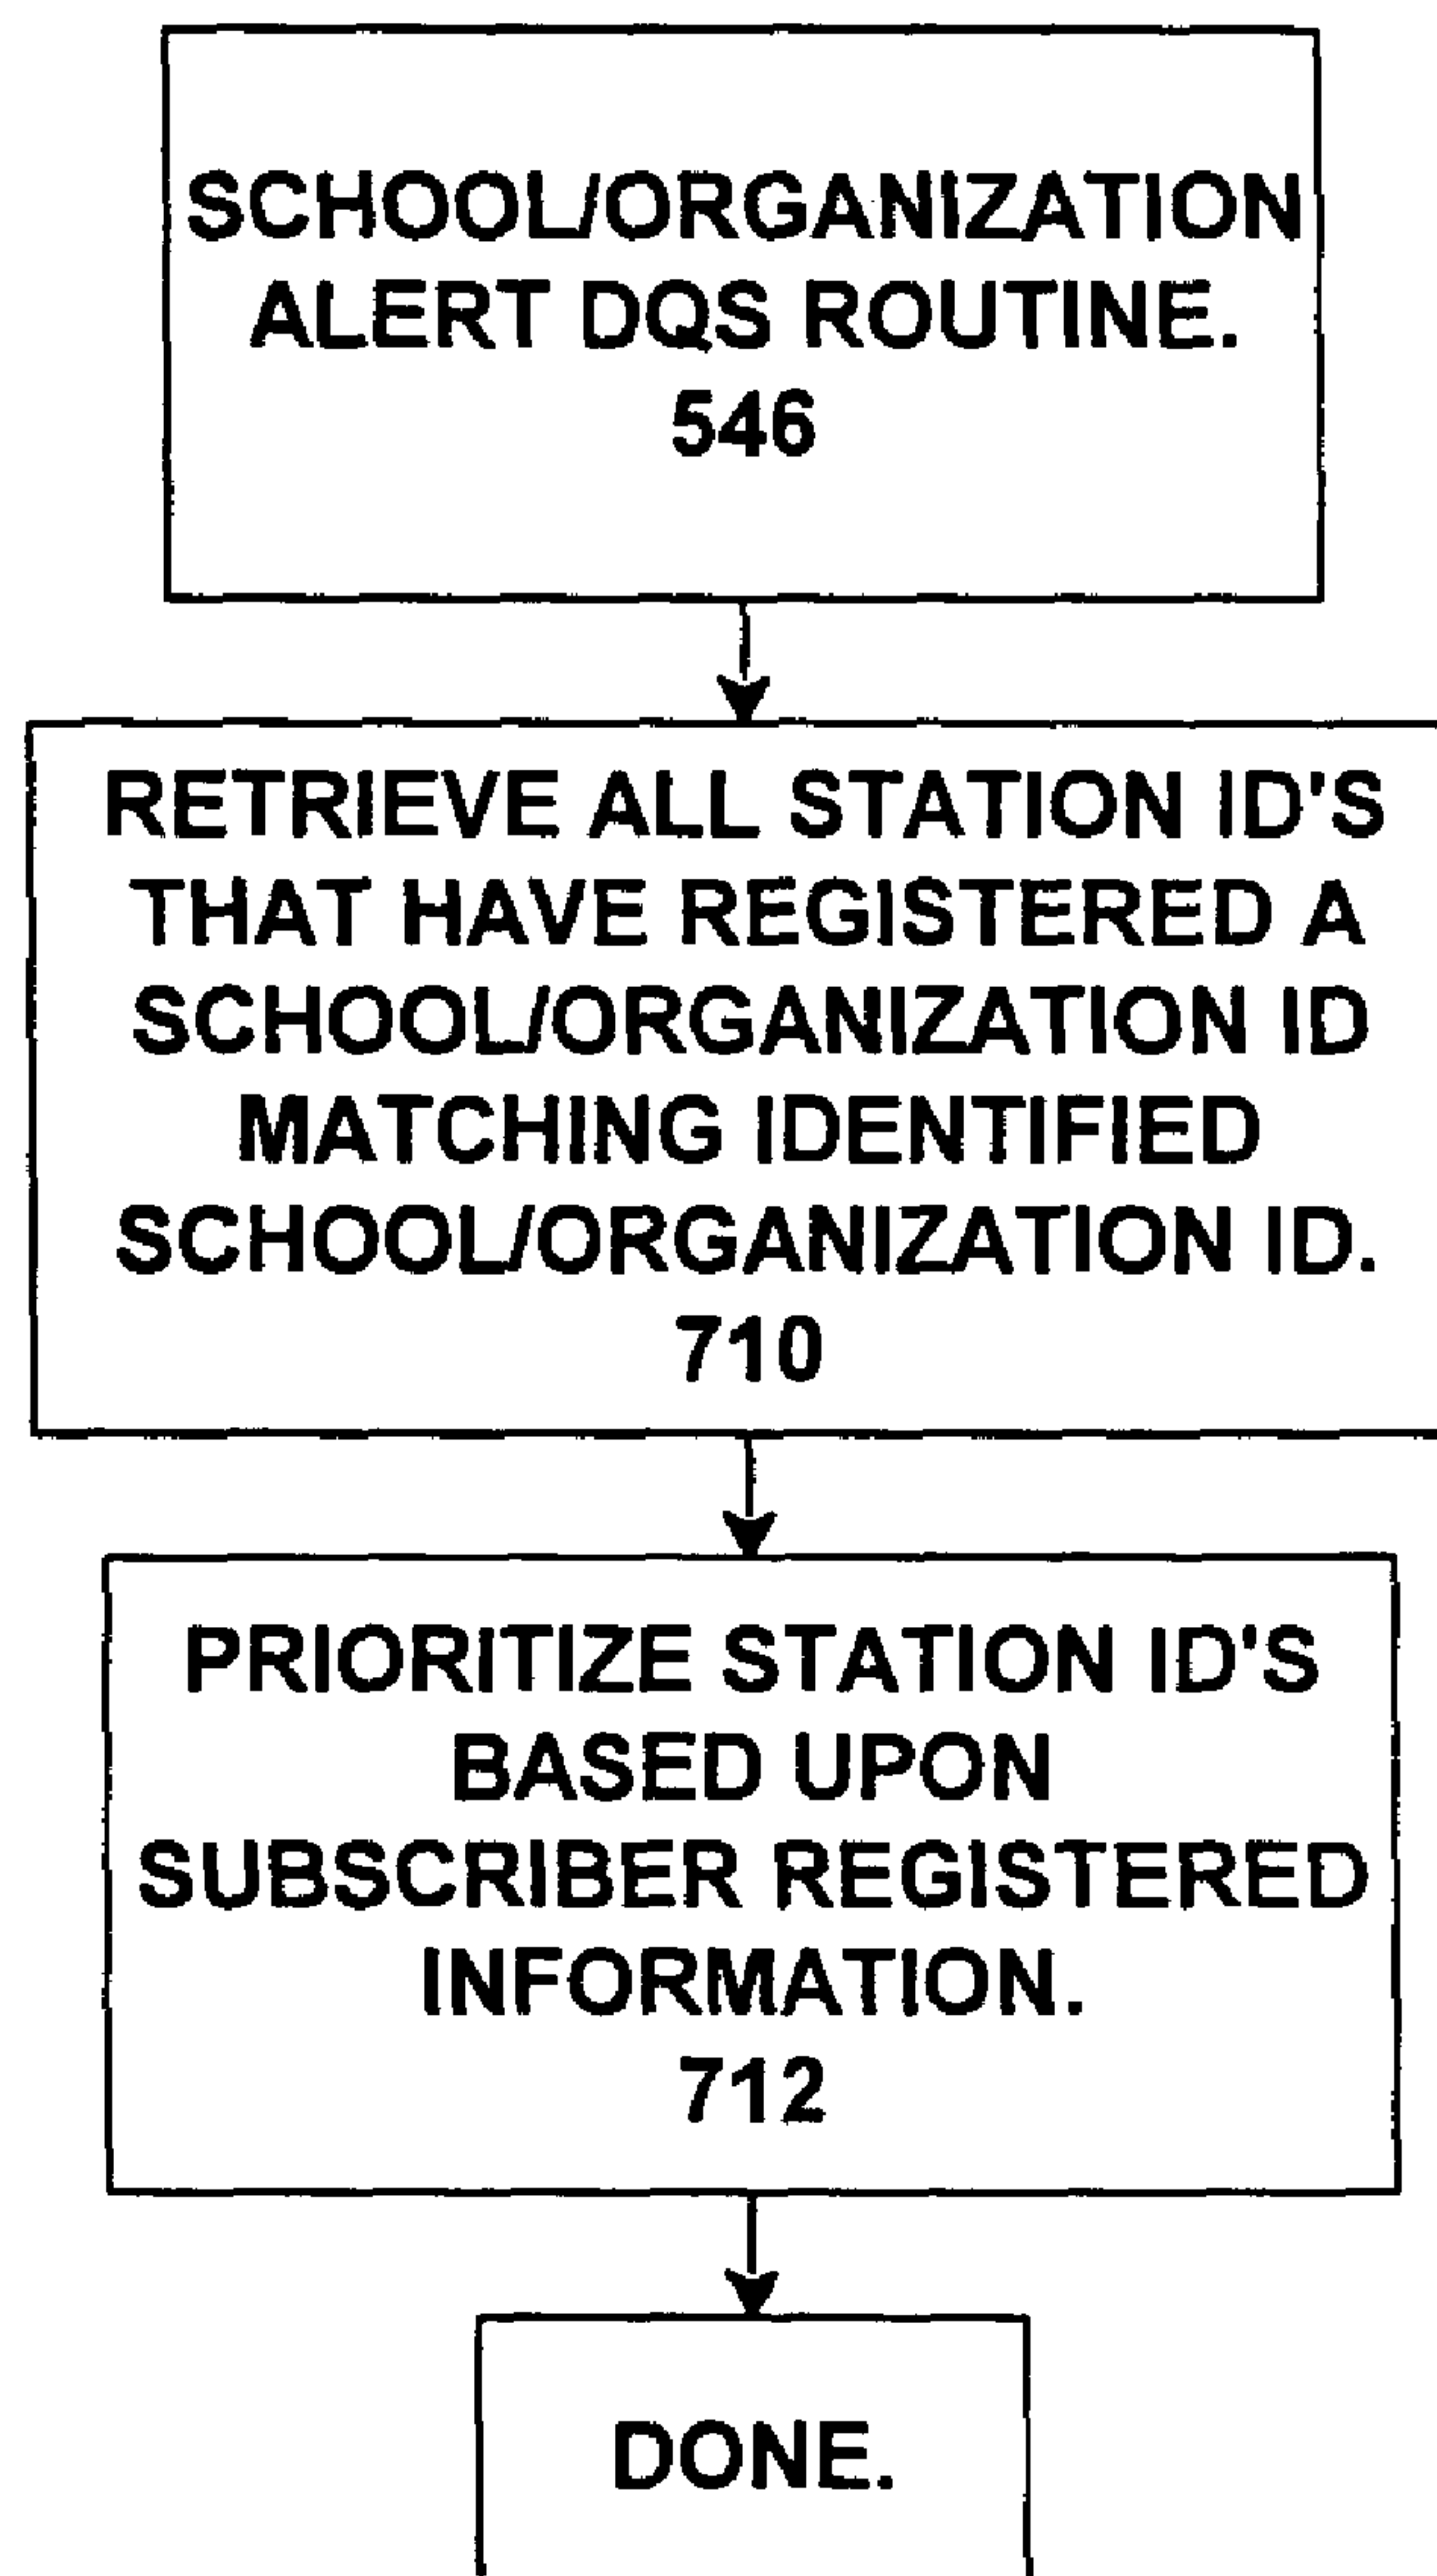 SCHOOL/ORGANIZATION
ALERT DQS ROUTINE.
546
RETRIEVE ALL STATION ID'S
THAT HAVE REGISTERED A
SCHOOL/ORGANIZATION ID
MATCHING IDENTIFIED
SCHOOL/ORGANIZATION ID.
710
PRIORITIZE STATION ID'S
BASED UPON
SUBSCRIBER REGISTERED
INFORMATION.
712
DONE.